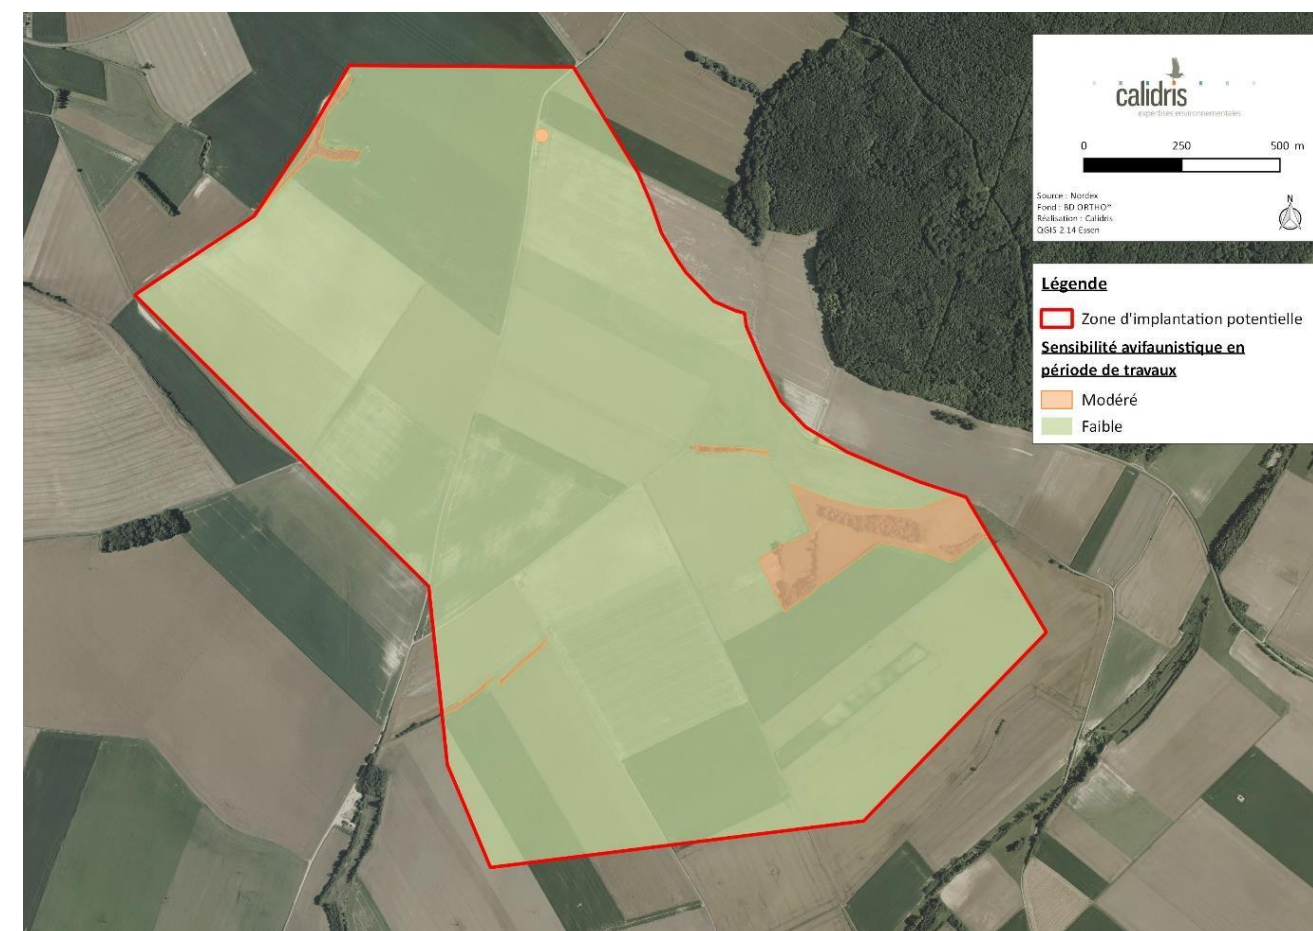 calidris
expertises environnementales
0 250 500 m
Source : Nordex
Fond : BD ORTHO®
Réalisation : Calidris
QGIS 2.14 Essen
N
Légende
Zone d'implantation potentielle
Sensibilité avifaunistique en
période de travaux
Modéré
Faible